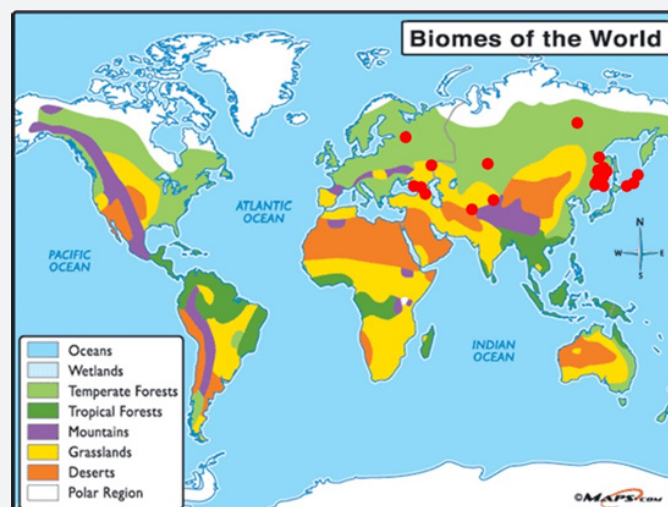 Biomes of the World
ATLANTIC
OCEAN
PACIFIC
OCEAN
N
W
E
S
INDIAN
OCEAN
Oceans
Wetlands
Temperate Forests
Tropical Forests
Mountains
Grasslands
Deserts
Polar Region
©MAPS.COM